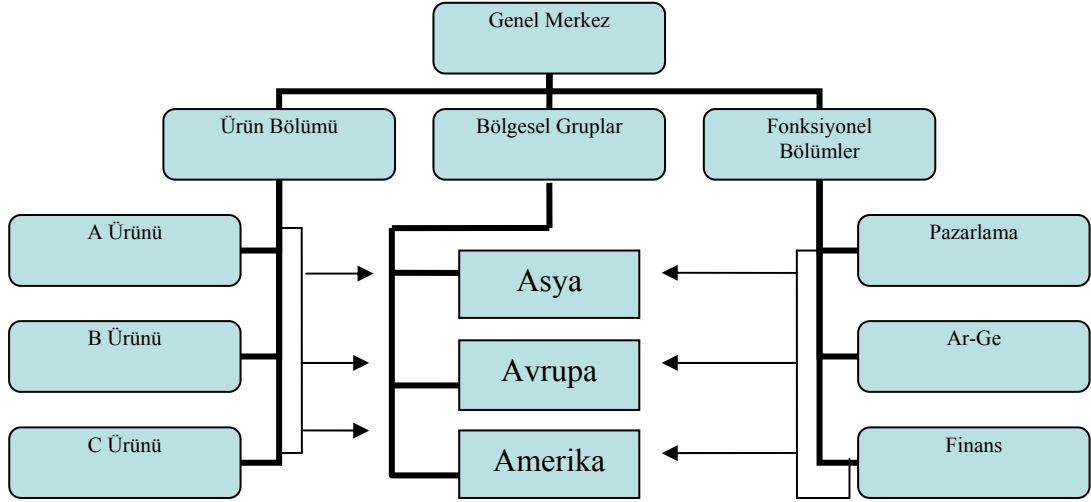 Genel Merkez
Ürün Bölümü
Bölgesel Gruplar
Fonksiyonel
Bölümler
A Ürünü
Pazarlama
Asya
B Ürünü
Ar-Ge
Avrupa
C Ürünü
Finans
Amerika